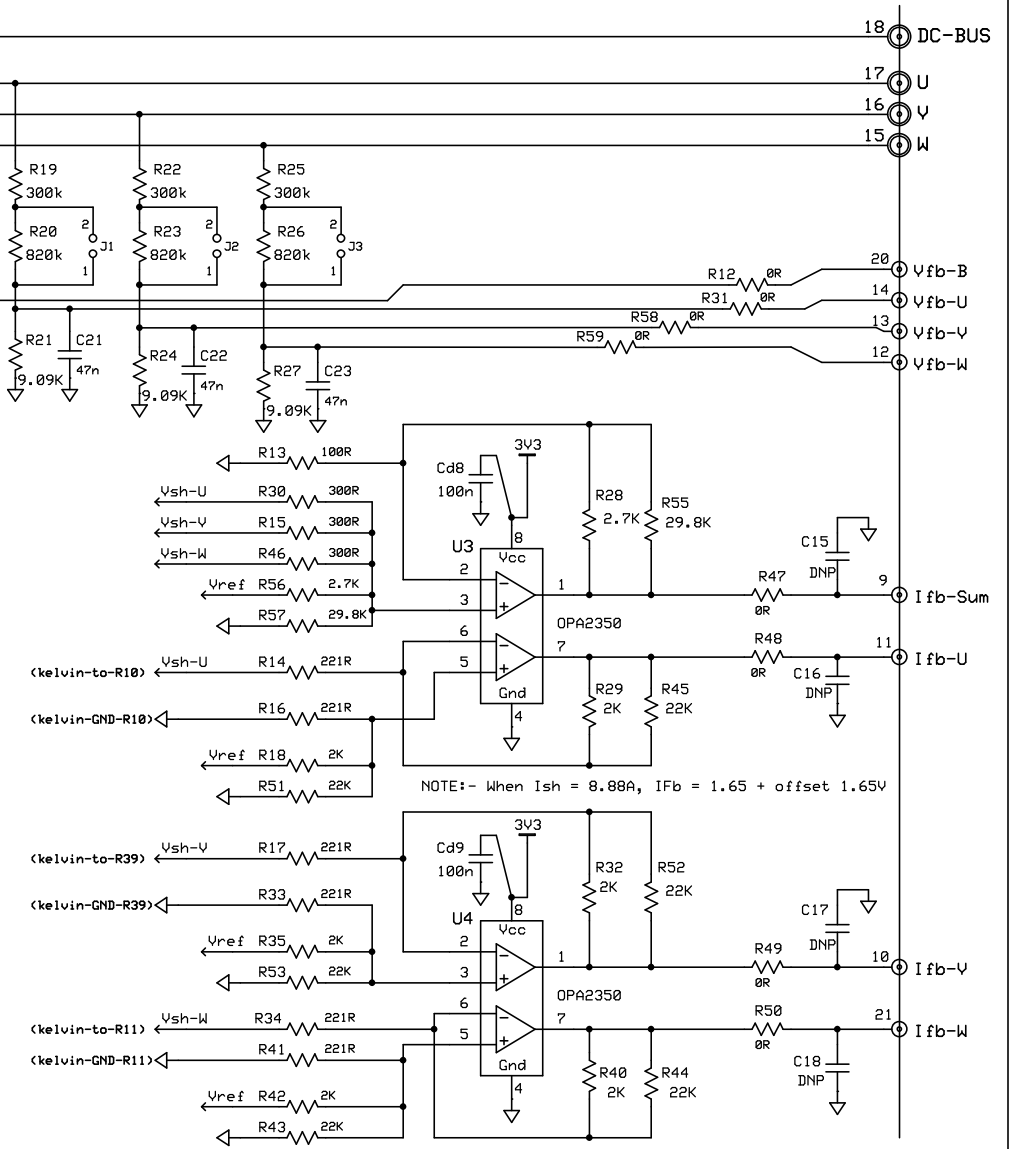 18 DC-BUS
17 U
16 V
15 W
R19 R22 R25
300k 300k 300k
2 2 2
R20 J1 R23 J2 R26 J3
820k 820k 820k
1 1 1
R12 0R 20 Vfb-B
R31 0R 14 Vfb-U
R58 0R 13 Vfb-V
R59 0R 12 Vfb-W
R21 C21 R24 C22 R27 C23
9.09K 47n 9.09K 47n 9.09K 47n
R13 100R
3V3
Cd8
100n
Vsh-U R30 300R
R28 R55
2.7K 29.8K
Vsh-V R15 300R
Vsh-W R46 300R
U3 8
Vcc
C15
DNP
Vref R56 2.7K
2 1
R47
0R
9 Ifb-Sum
R57 29.8K
3
OPA2350
6 7
R48
0R
11 Ifb-U
(kelvin-to-R10) Vsh-U R14 221R
5
C16
DNP
Gnd
4
R29 R45
2K 22K
(kelvin-GND-R10) R16 221R
Vref R18 2K
R51 22K
NOTE:- When Ish = 8.88A, IFb = 1.65 + offset 1.65V
3V3
Cd9
100n
(kelvin-to-R39) Vsh-V R17 221R
R32 R52
2K 22K
(kelvin-GND-R39) R33 221R
U4 8
Vcc
C17
DNP
Vref R35 2K
2 1
R49
0R
10 Ifb-V
R53 22K
3
OPA2350
6 7
R50
0R
21 Ifb-W
(kelvin-to-R11) Vsh-W R34 221R
5
(kelvin-GND-R11) R41 221R
Gnd
4
R40 R44
2K 22K
C18
DNP
Vref R42 2K
R43 22K